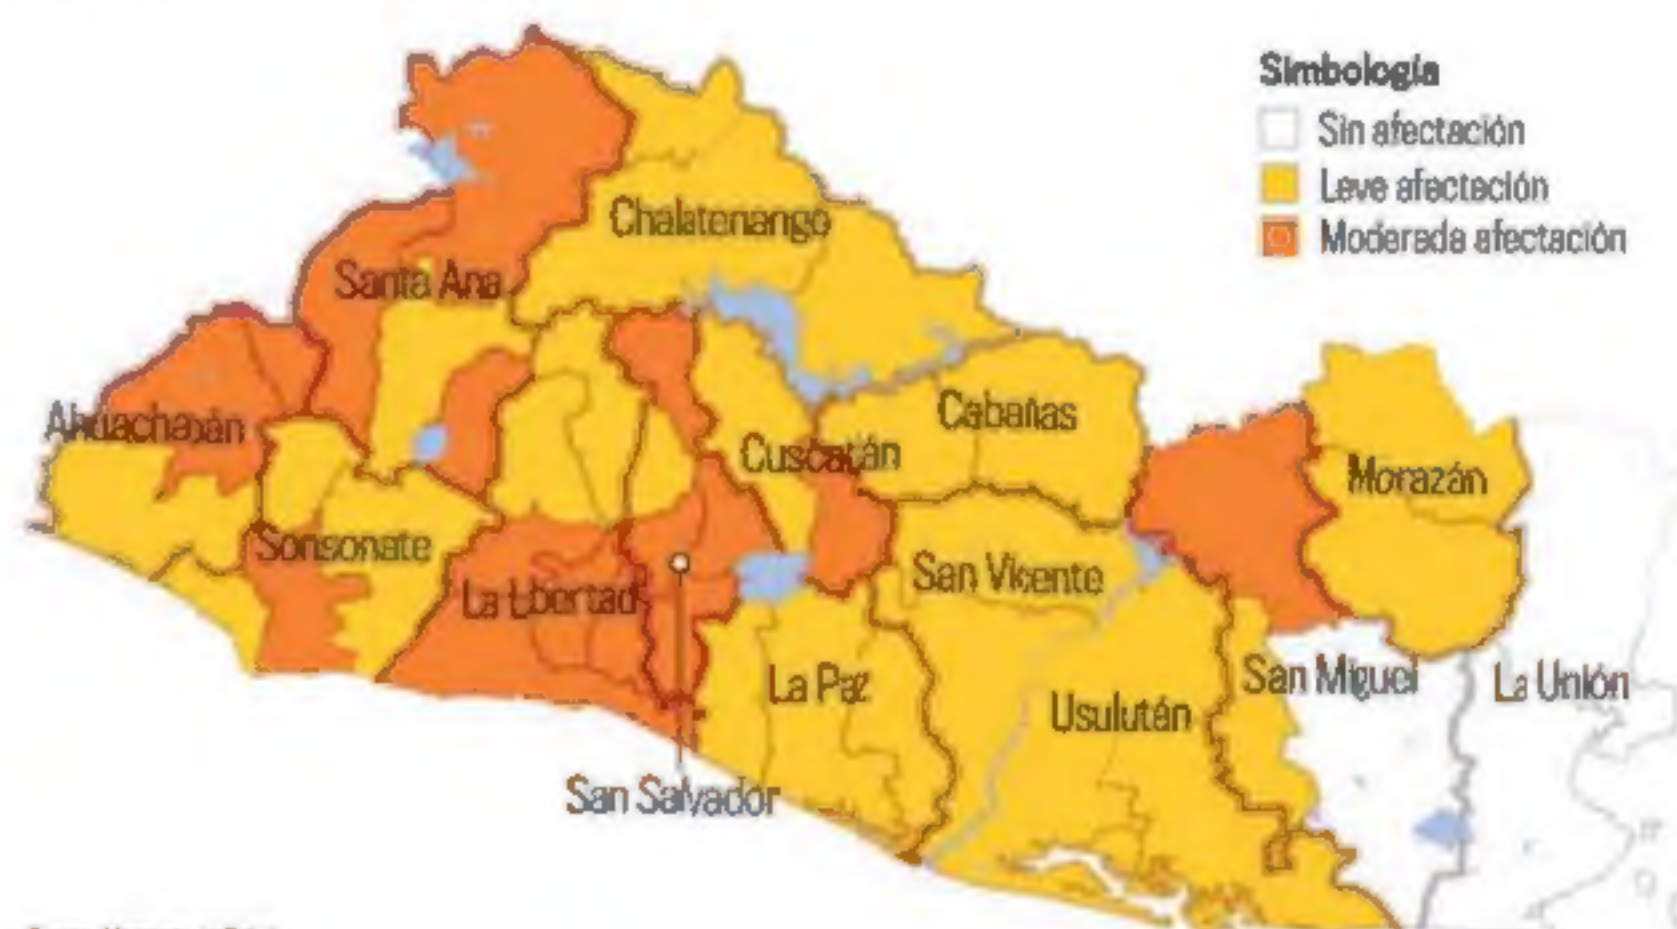 Simbología
Sin afectación
Leve afectación
Moderada afectación
Chalatenango
Santa Ana
Ahuachapán
Cabañas
Cuscatlán
Morazán
Sonsonate
La Libertad
San Vicente
La Paz
San Miguel
La Unión
Usulután
San Salvador